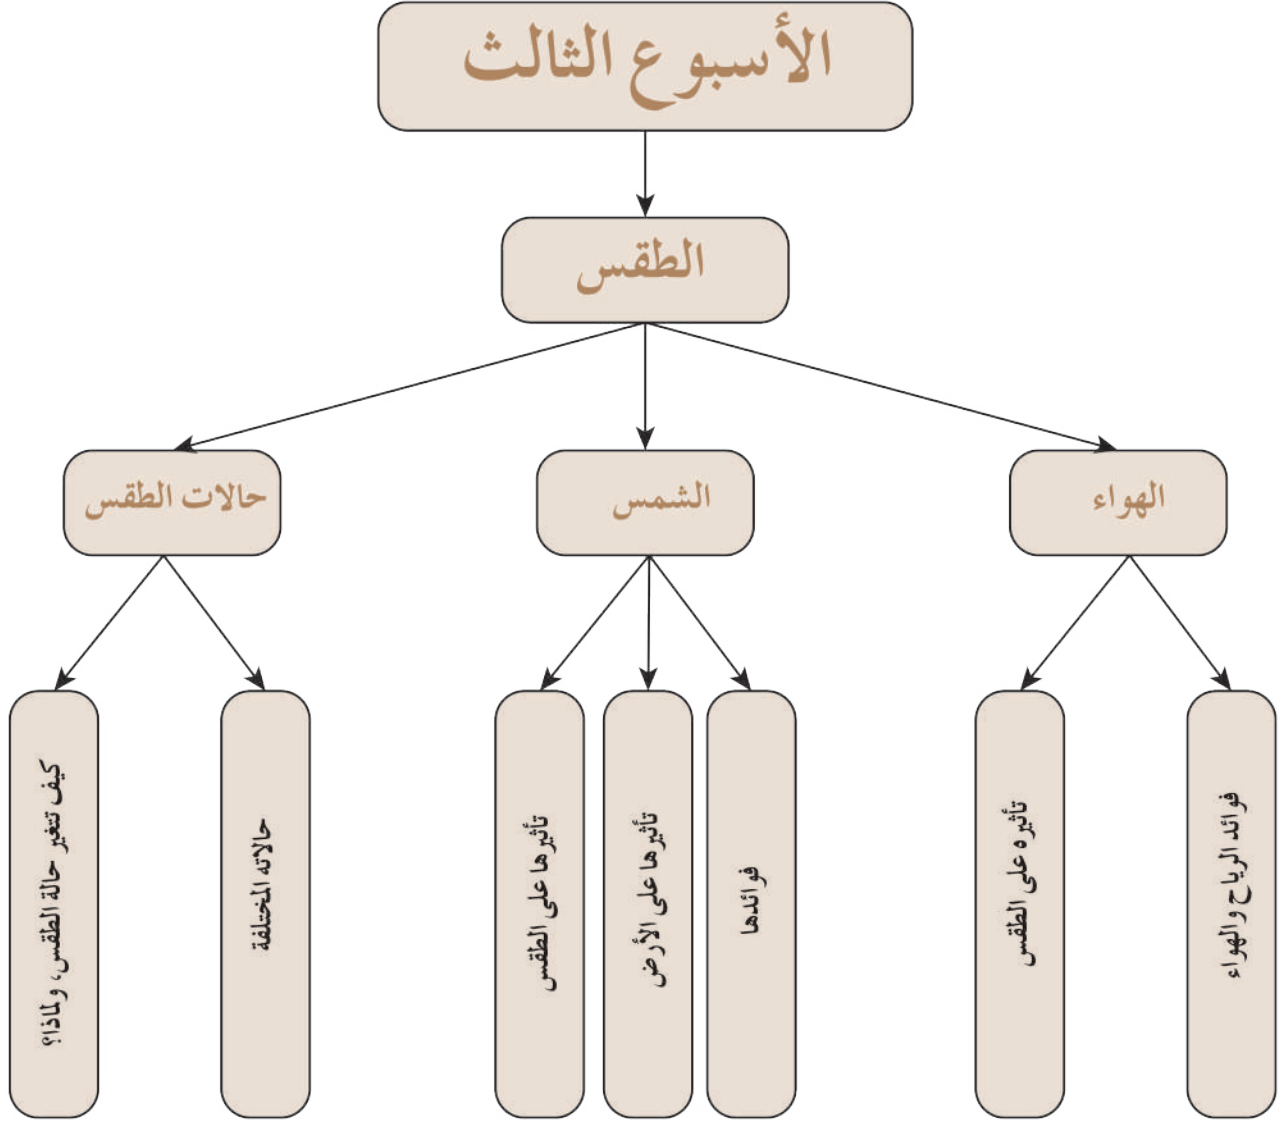 الأسبوع الثالث
الطقس
الهواء
الشمس
حالات الطقس
فوائد الرياح والهواء
تأثيره على الطقس
فوائدها
تأثيرها على الأرض
تأثيرها على الطقس
حالاته المختلفة
كيف تتغير حالة الطقس، ولماذا؟